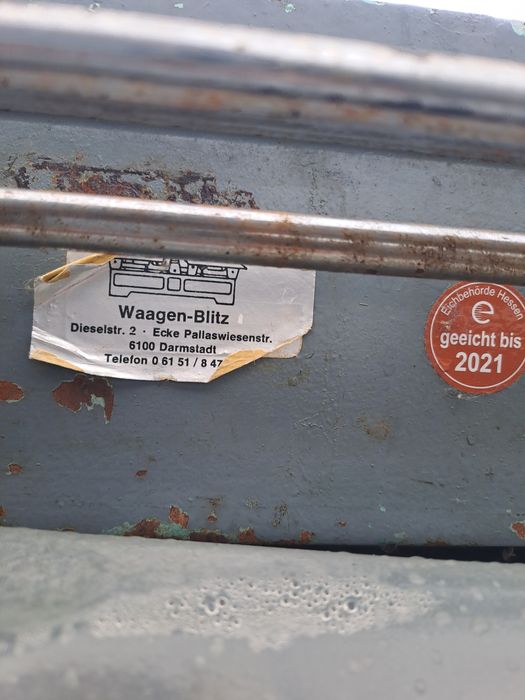 Waagen-Blitz
Dieselstr. 2 · Ecke Pallaswiesenstr.
6100 Darmstadt
Telefon 0 61 51 / 8 47
Eichbehörde Hessen
e
geeicht bis
2021